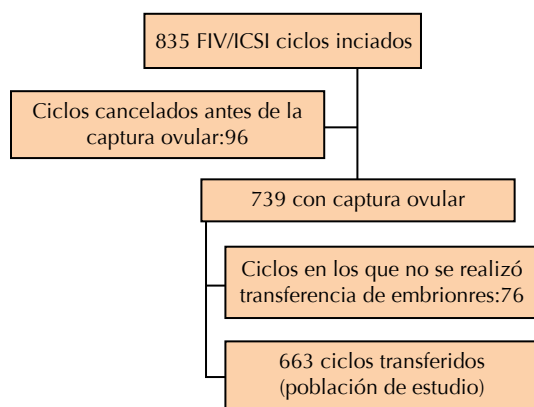 835 FIV/ICSI ciclos inciados
Ciclos cancelados antes de la
captura ovular:96
739 con captura ovular
Ciclos en los que no se realizó
transferencia de embrionres:76
663 ciclos transferidos
(población de estudio)